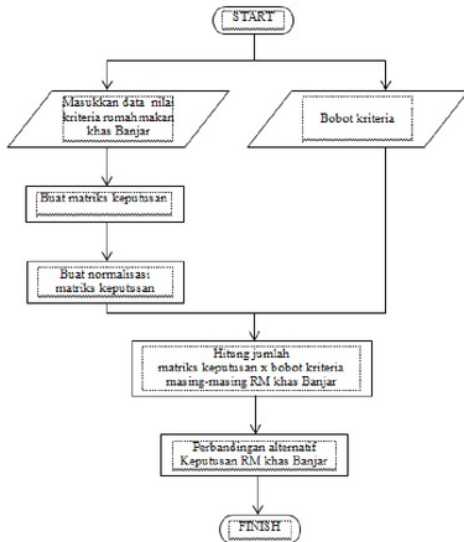 START
Masukkan data nilai
kriteria rumah makan
khas Banjar
Bobot kriteria
Buat matriks keputusan
Buat normalisasi
matriks keputusan
Hitung jumlah
matriks keputusan x bobot kriteria
masing-masing RM khas Banjar
Perbandingan alternatif
Keputusan RM khas Banjar
FINISH